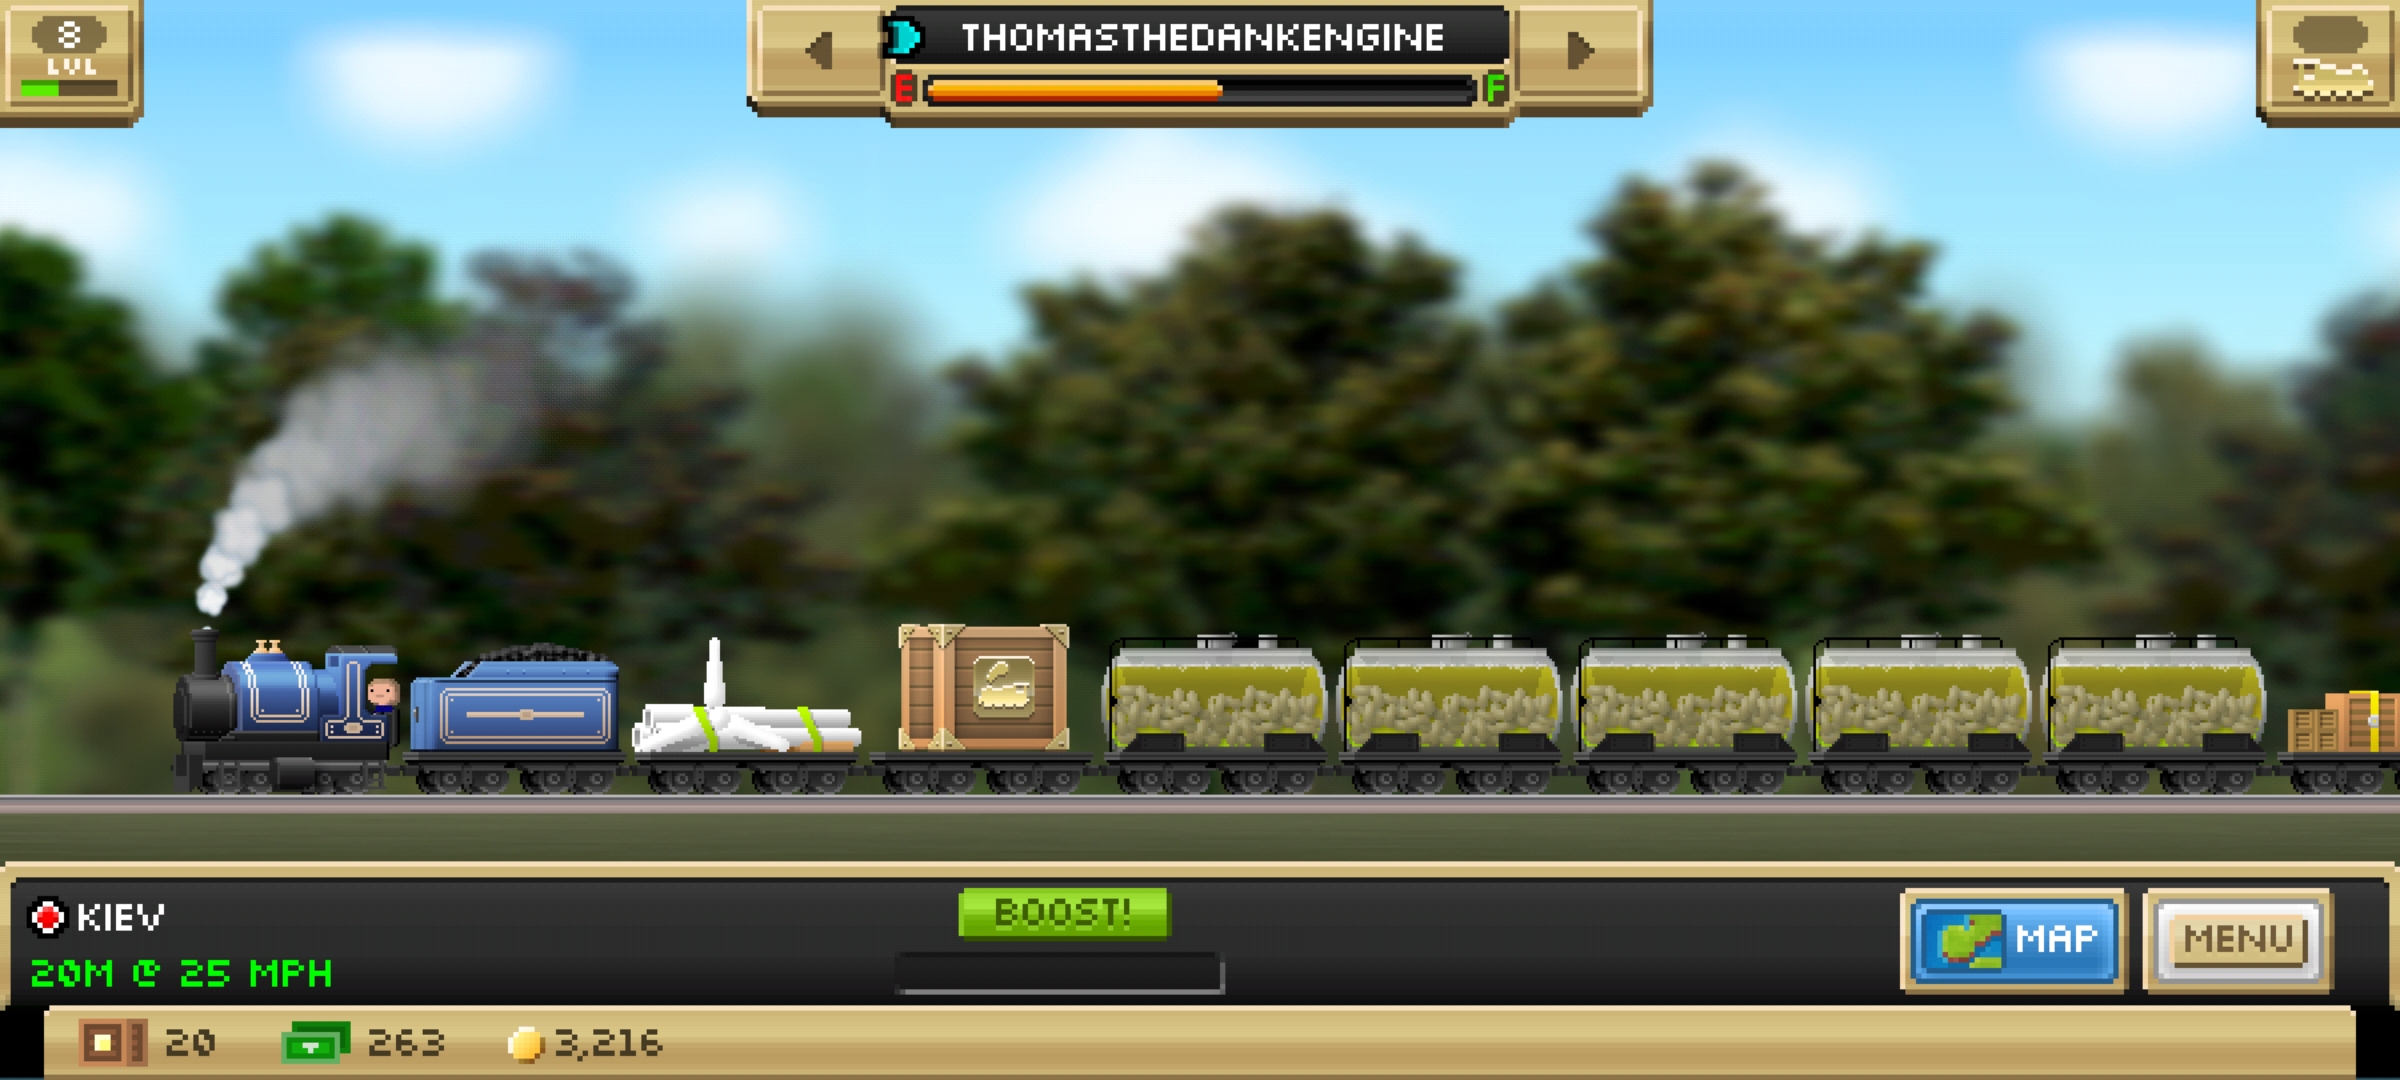 8
LVL
THOMASTHEDANKENGINE
E F
KIEV
20M @ 25 MPH
BOOST!
MAP
MENU
20
263
3,216